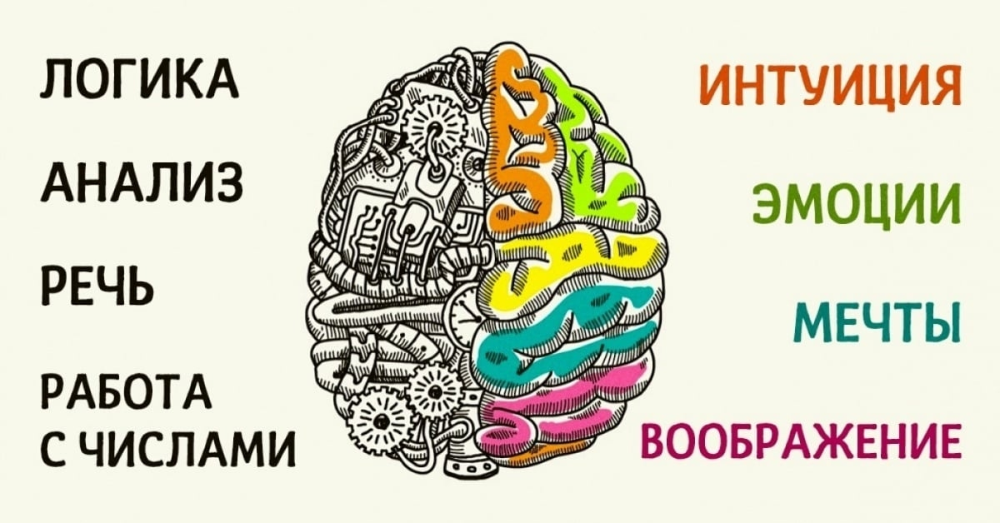 ЛОГИКА
АНАЛИЗ
РЕЧЬ
РАБОТА
С ЧИСЛАМИ
ИНТУИЦИЯ
ЭМОЦИИ
МЕЧТЫ
ВООБРАЖЕНИЕ